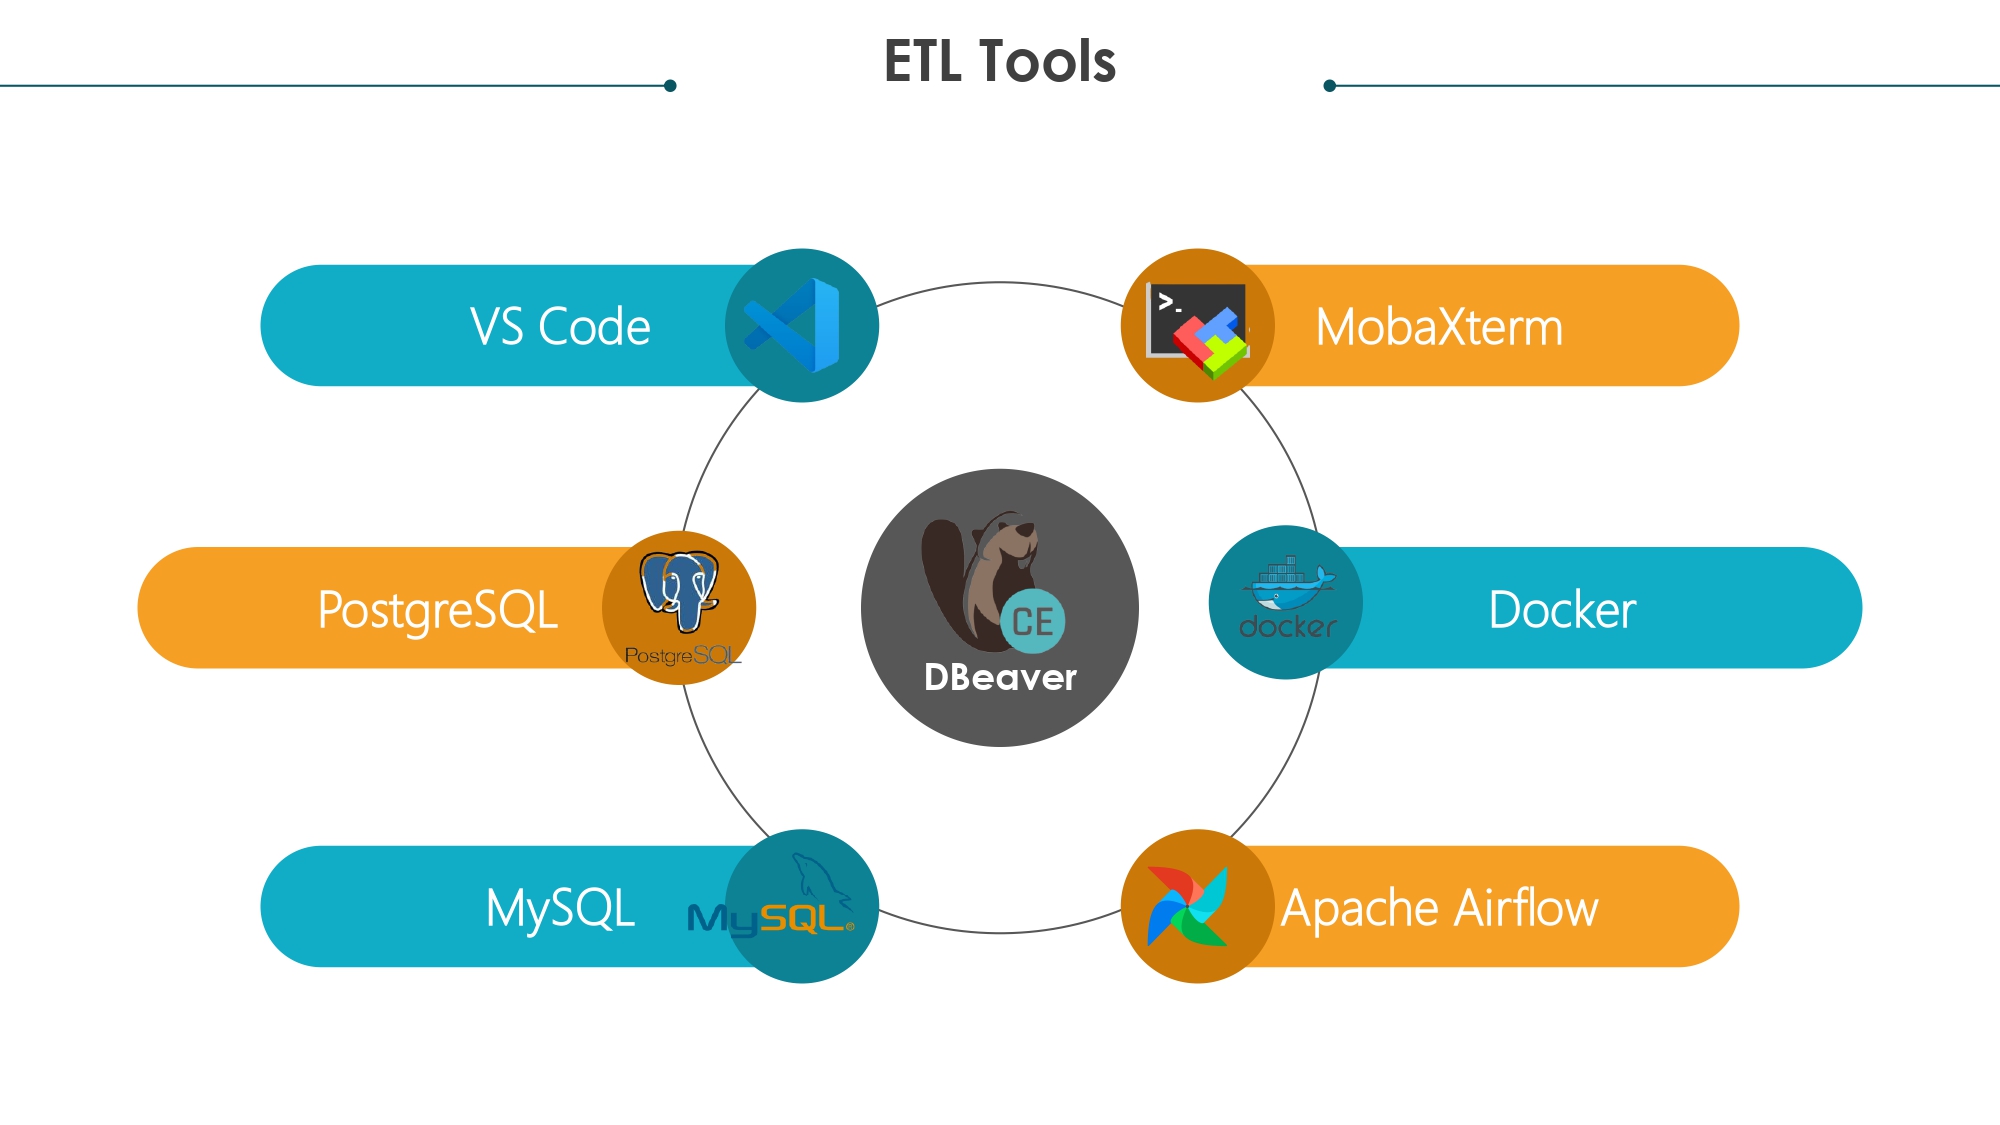 ETL Tools
VS Code
>_
MobaXterm
PostgreSQL
PostgreSQL
CE
DBeaver
docker
Docker
MySQL
MySQL®
Apache Airflow